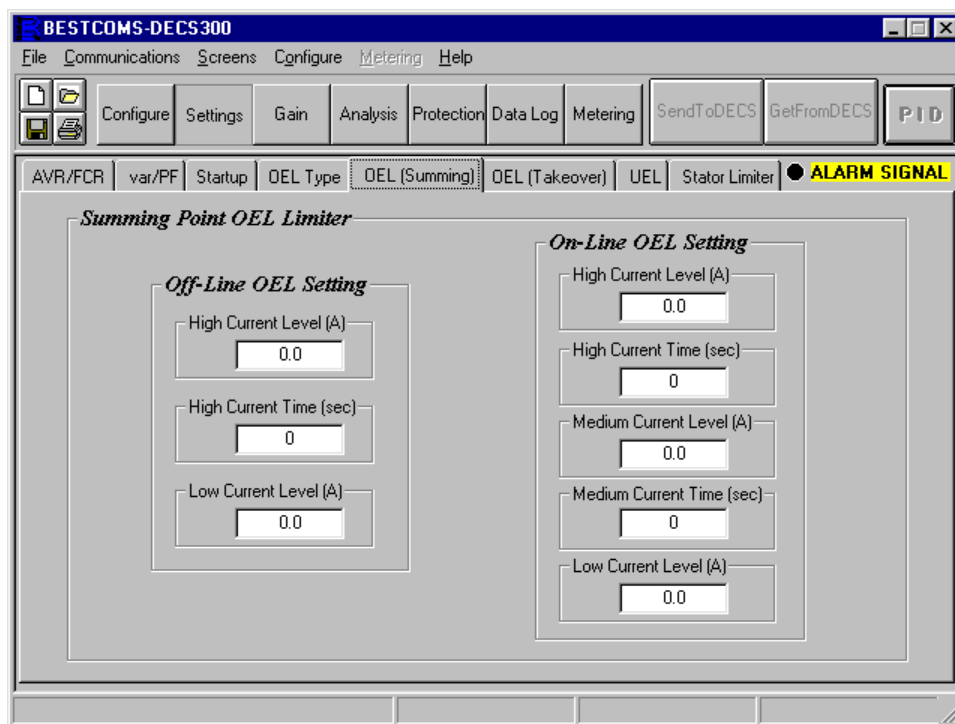 BESTCOMS-DECS300
File Communications Screens Configure Metering Help
Configure Settings Gain Analysis Protection Data Log Metering SendToDECS GetFromDECS PID
AVR/FCR var/PF Startup OEL Type OEL (Summing) OEL (Takeover) UEL Stator Limiter ALARM SIGNAL
Summing Point OEL Limiter
Off-Line OEL Setting
High Current Level (A)
0.0
High Current Time (sec)
0
Low Current Level (A)
0.0
On-Line OEL Setting
High Current Level (A)
0.0
High Current Time (sec)
0
Medium Current Level (A)
0.0
Medium Current Time (sec)
0
Low Current Level (A)
0.0